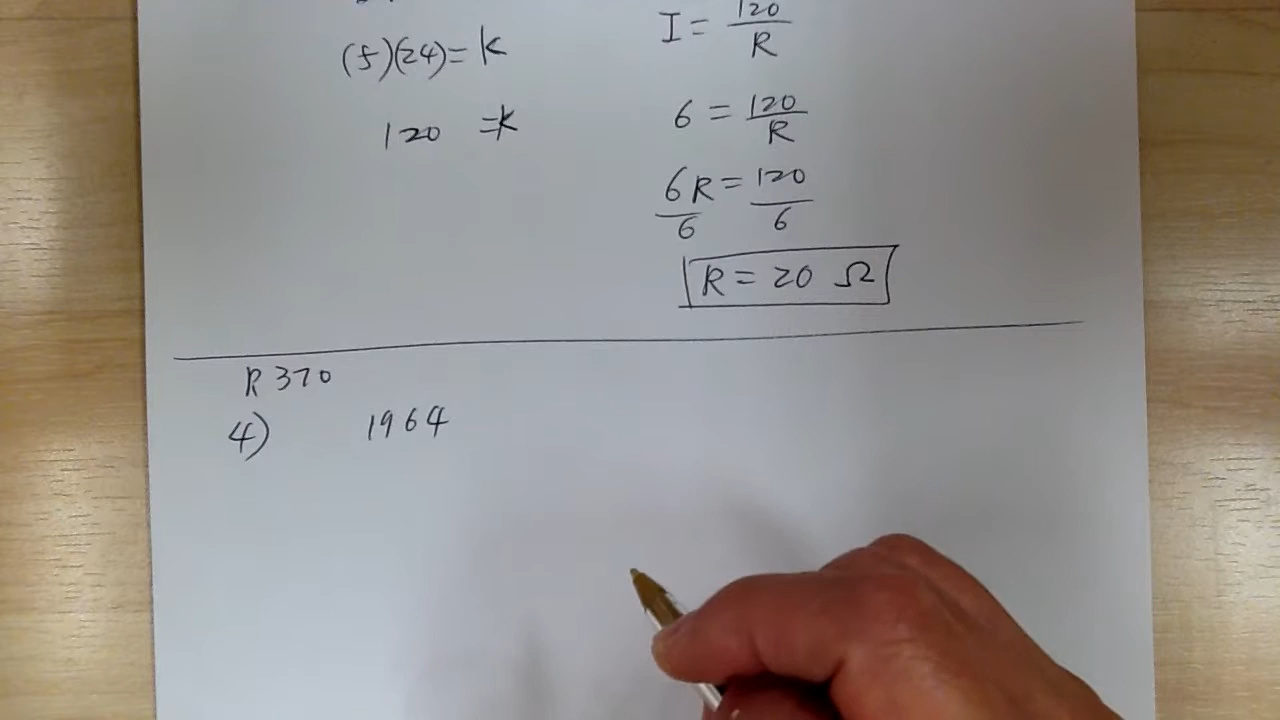 (5)(24) = K
120 = K
I = 120/R
6 = 120/R
6R/6 = 120/6
R = 20 Ω
R 370
4) 1964